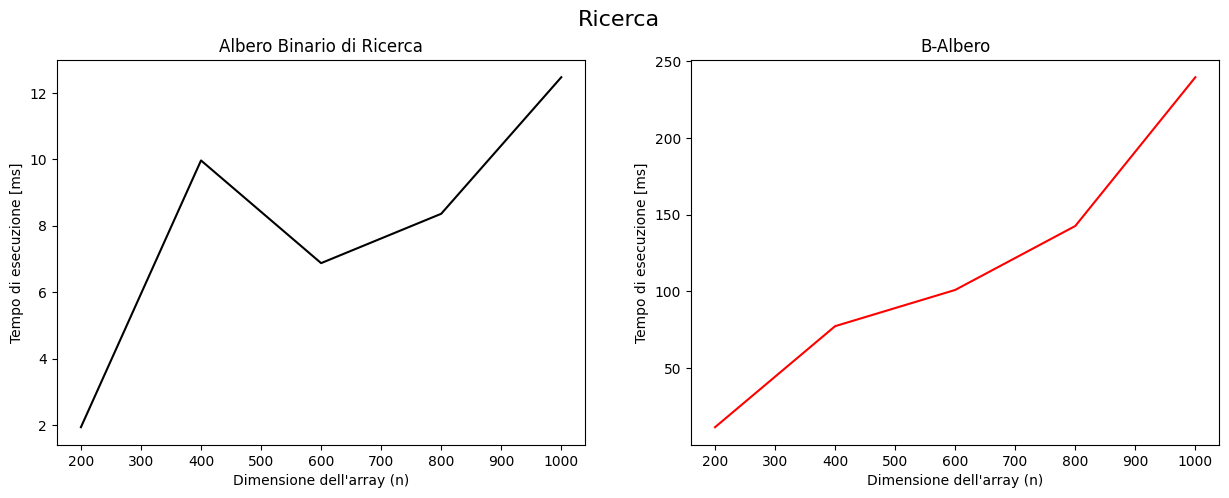 Ricerca
Albero Binario di Ricerca
Tempo di esecuzione [ms]
12
10
8
6
4
2
200 300 400 500 600 700 800 900 1000
Dimensione dell'array (n)
B-Albero
Tempo di esecuzione [ms]
250
200
150
100
50
200 300 400 500 600 700 800 900 1000
Dimensione dell'array (n)